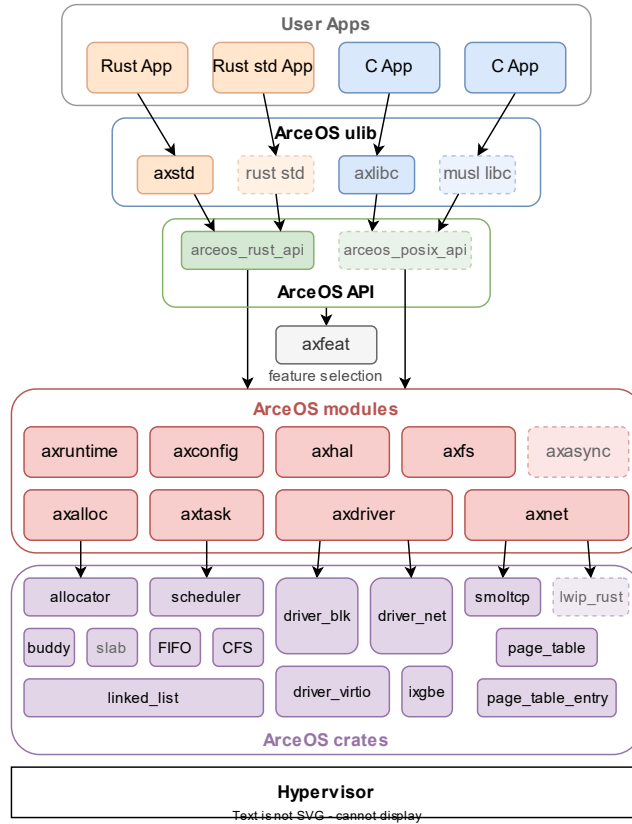 User Apps
Rust App
Rust std App
C App
C App
ArceOS ulib
axstd
rust std
axlibc
musl libc
arceos_rust_api
arceos_posix_api
ArceOS API
axfeat
feature selection
ArceOS modules
axruntime
axconfig
axhal
axfs
axasync
axalloc
axtask
axdriver
axnet
allocator
scheduler
driver_blk
driver_net
smoltcp
lwip_rust
buddy
slab
FIFO
CFS
page_table
linked_list
driver_virtio
ixgbe
page_table_entry
ArceOS crates
Hypervisor
Text is not SVG - cannot display